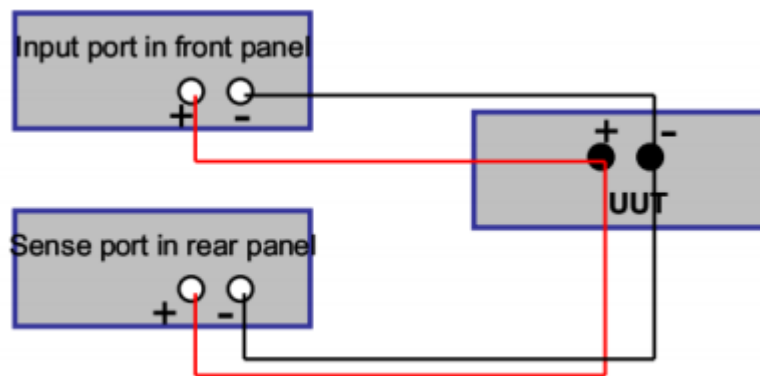 Input port in front panel
+ -
+ -
UUT
Sense port in rear panel
+ -